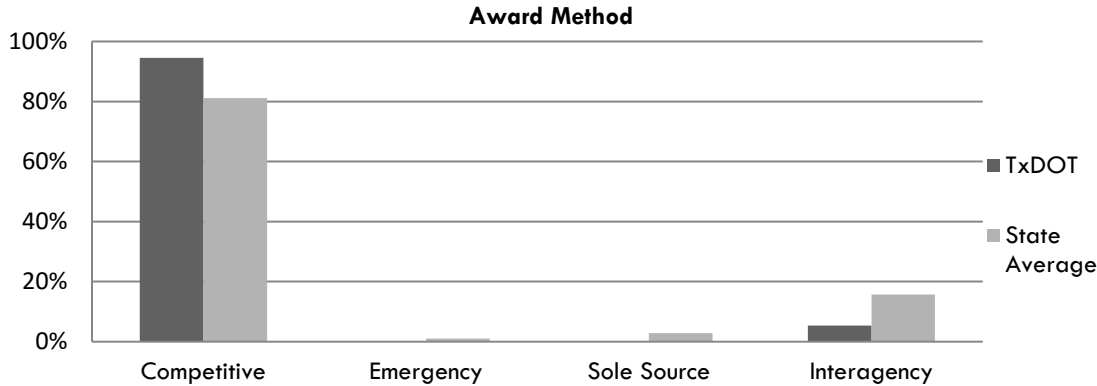 Award Method
100%
80%
60%
40%
20%
0%
Competitive
Emergency
Sole Source
Interagency
TxDOT
State
Average